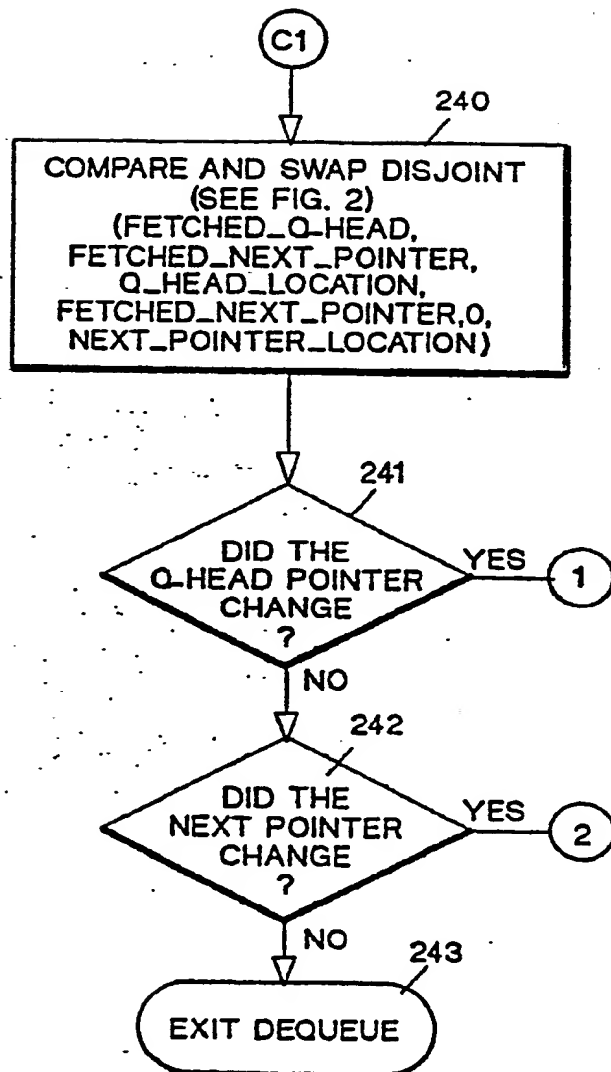 C1
240
COMPARE AND SWAP DISJOINT
(SEE FIG. 2)
(FETCHED_Q_HEAD,
FETCHED_NEXT_POINTER,
Q_HEAD_LOCATION,
FETCHED_NEXT_POINTER,0,
NEXT_POINTER_LOCATION)
241
DID THE
Q_HEAD POINTER
CHANGE
?
YES
1
NO
242
DID THE
NEXT POINTER
CHANGE
?
YES
2
NO
243
EXIT DEQUEUE